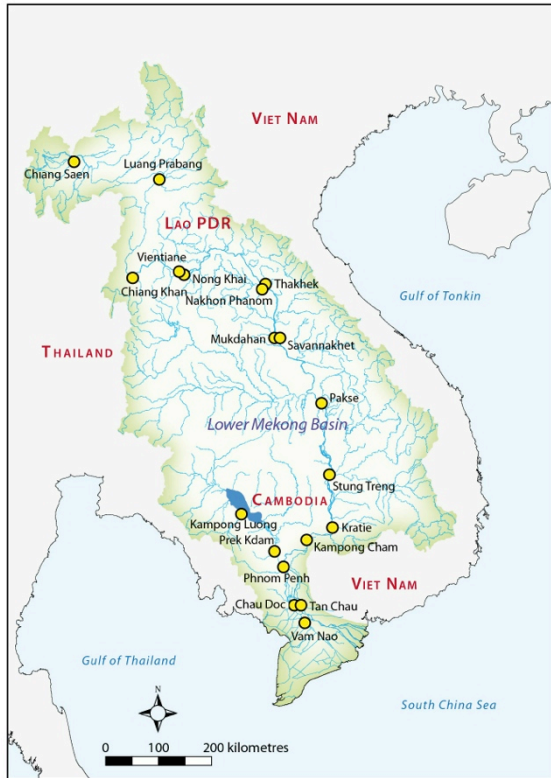 VIET NAM
Luang Prabang
Chiang Saen
LAO PDR
Vientiane
Nong Khai
Thakhek
Chiang Khan
Nakhon Phanom
Gulf of Tonkin
THAILAND
Mukdahan
Savannakhet
Pakse
Lower Mekong Basin
Stung Treng
CAMBODIA
Kampong Luong
Kratie
Prek Kdam
Kampong Cham
Phnom Penh
VIET NAM
Chau Doc
Tan Chau
Vam Nao
Gulf of Thailand
South China Sea
N
0 100 200 kilometres